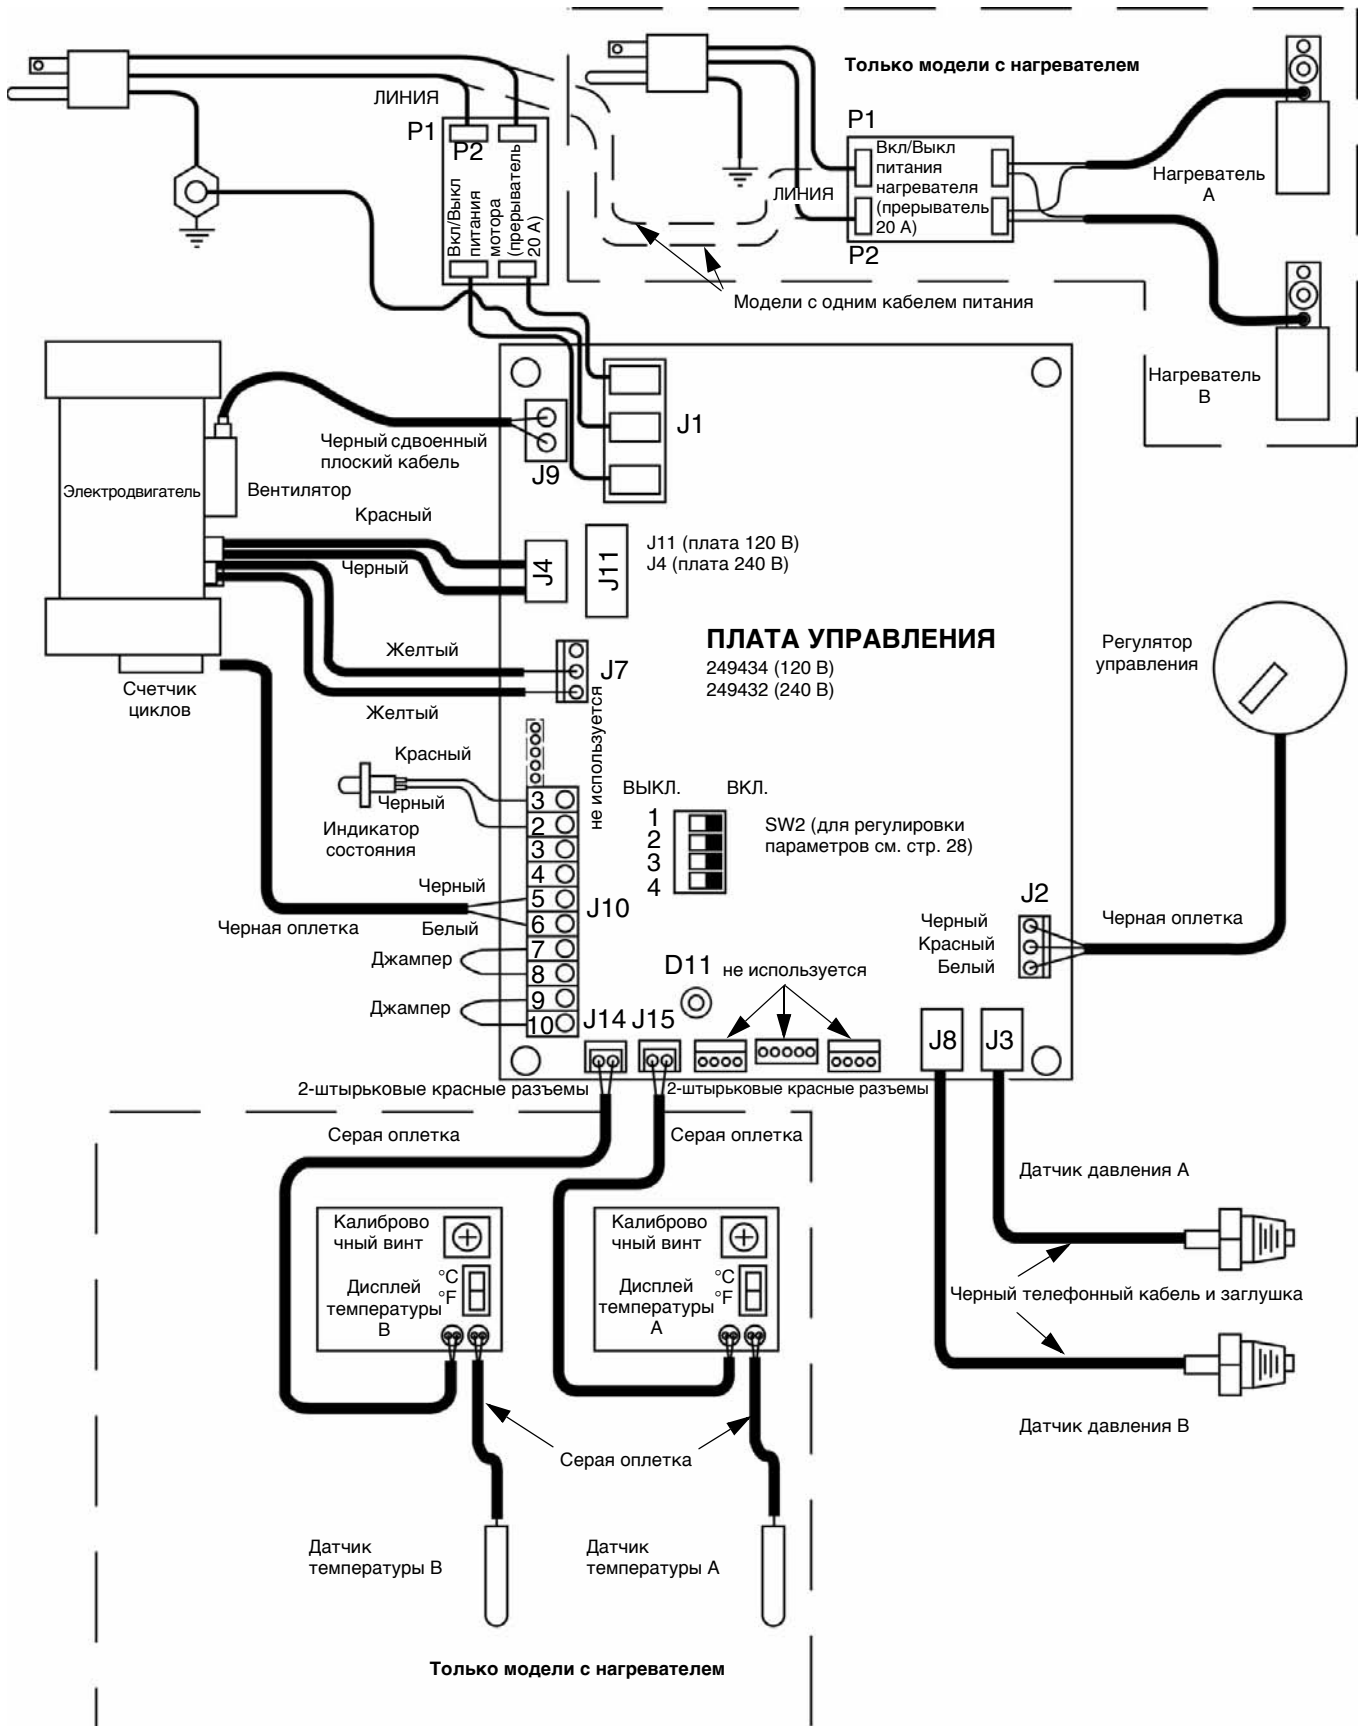 Только модели с нагревателем
ЛИНИЯ
P1
P2
Вкл/Выкл
питания
мотора
(прерыватель
20 А)
P1
Вкл/Выкл
питания
нагревателя
(прерыватель
20 А)
ЛИНИЯ
P2
Нагреватель
А
Модели с одним кабелем питания
Нагреватель
В
Электродвигатель
Вентилятор
Черный сдвоенный
плоский кабель
J9
J1
Красный
Черный
J4
J11
J11 (плата 120 В)
J4 (плата 240 В)
ПЛАТА УПРАВЛЕНИЯ
249434 (120 В)
249432 (240 В)
Регулятор
управления
Счетчик
циклов
Желтый
Желтый
J7
не используется
Красный
Черный
Индикатор
состояния
3
2
3
4
5
6
7
8
9
10
J10
ВЫКЛ.
ВКЛ.
1
2
3
4
SW2 (для регулировки
параметров см. стр. 28)
Черный
Белый
Черная оплетка
Джампер
Джампер
J2
Черный
Красный
Белый
Черная оплетка
D11
не используется
J14
J15
J8
J3
2-штырьковые красные разъемы
2-штырьковые красные разъемы
Серая оплетка
Серая оплетка
Датчик давления А
Калиброво
чный винт
°C
°F
Дисплей
температуры
В
Калиброво
чный винт
°C
°F
Дисплей
температуры
А
Черный телефонный кабель и заглушка
Датчик давления В
Серая оплетка
Датчик
температуры В
Датчик
температуры А
Только модели с нагревателем